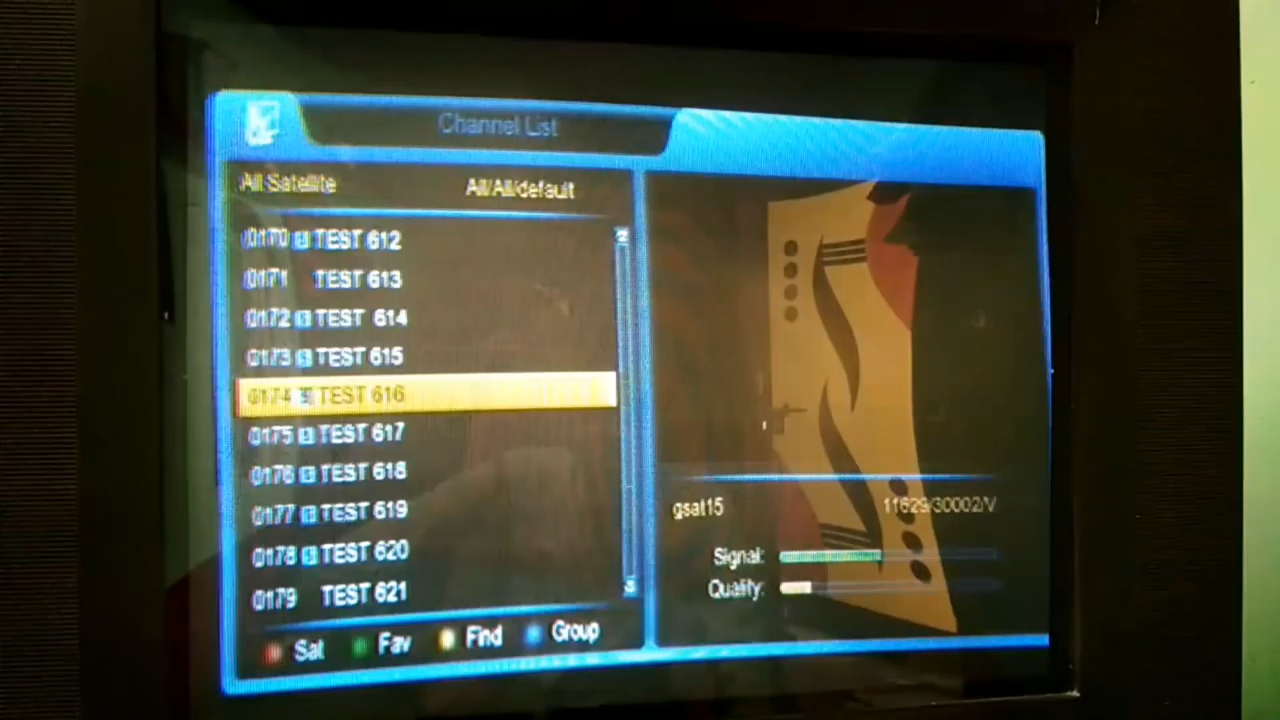 Channel List
All Satellite All/All/default
0170 TEST 612
0171 TEST 613
0172 TEST 614
0173 TEST 615
0174 TEST 616
0175 TEST 617
0176 TEST 618
0177 TEST 619
0178 TEST 620
0179 TEST 621
Sat Fav Find Group
gsat15 11629/30002/V
Signal:
Quality: